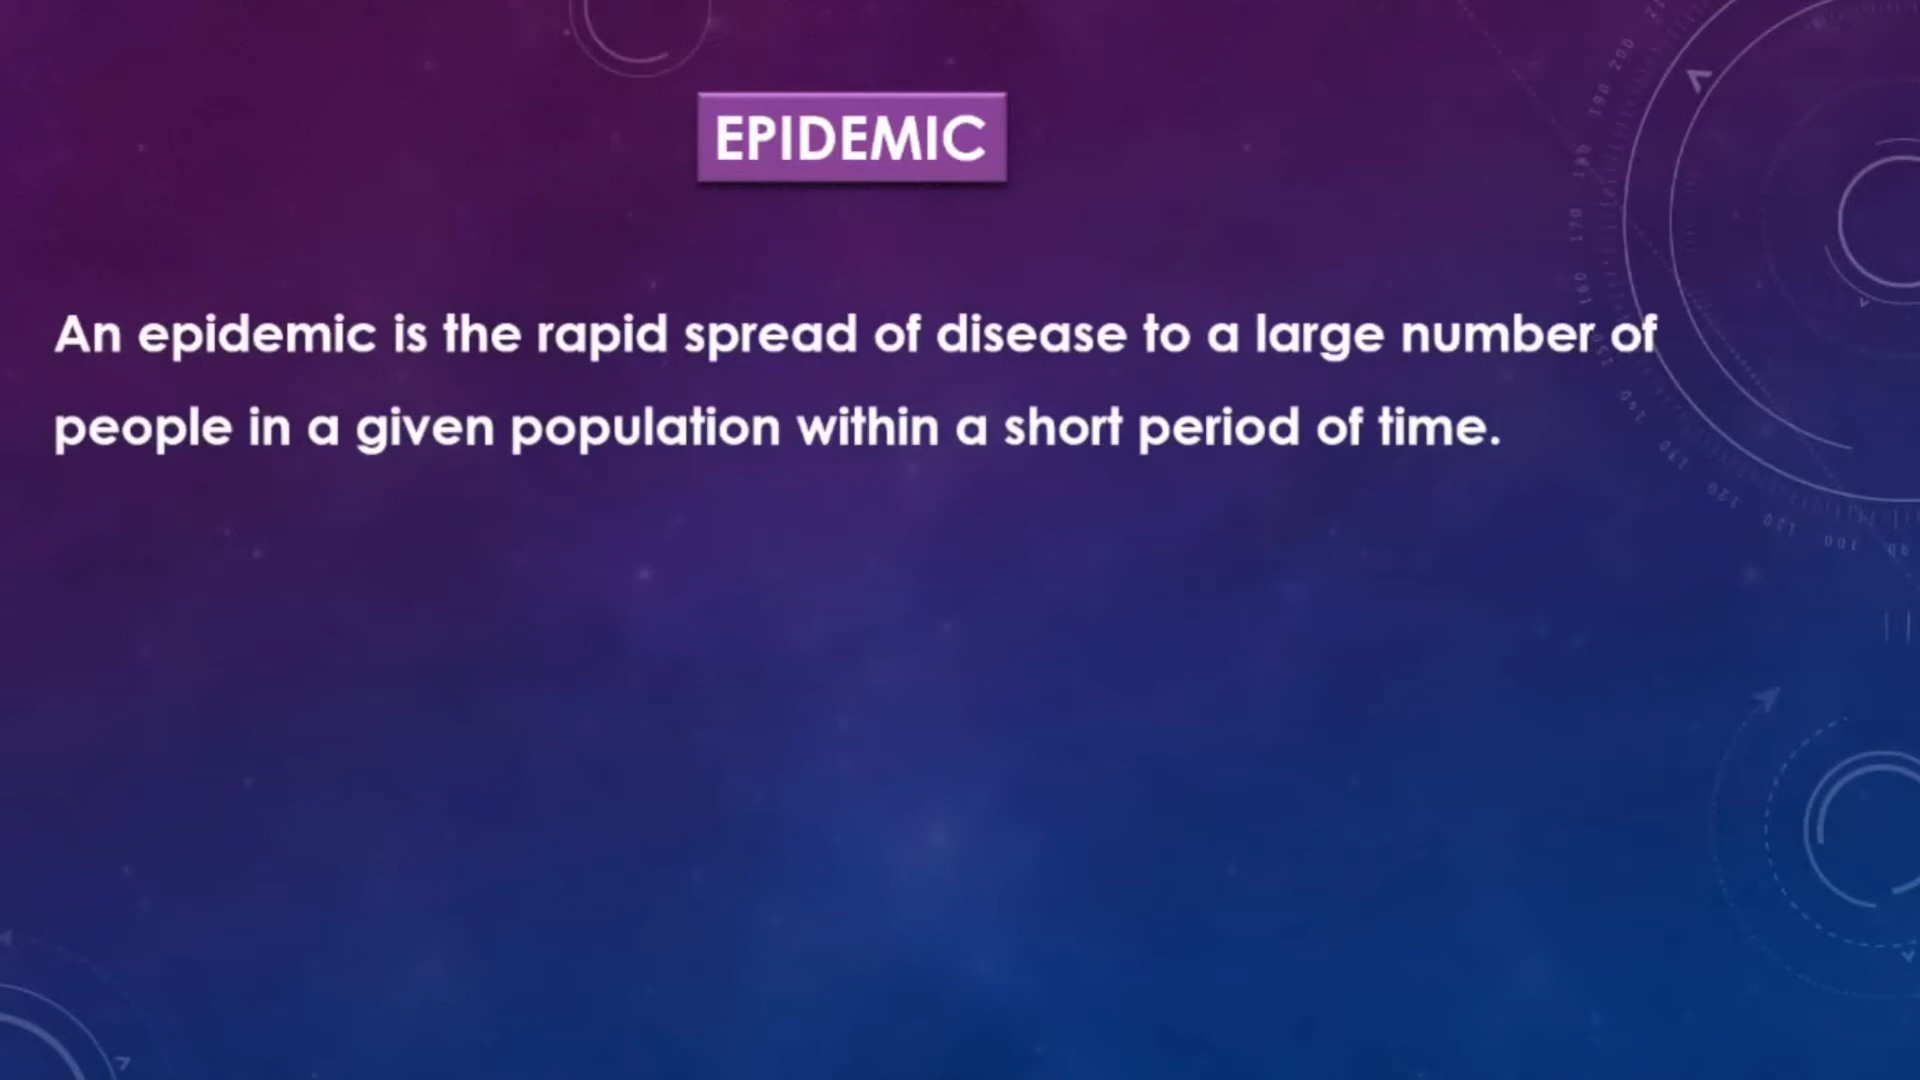 EPIDEMIC
An epidemic is the rapid spread of disease to a large number of
people in a given population within a short period of time.